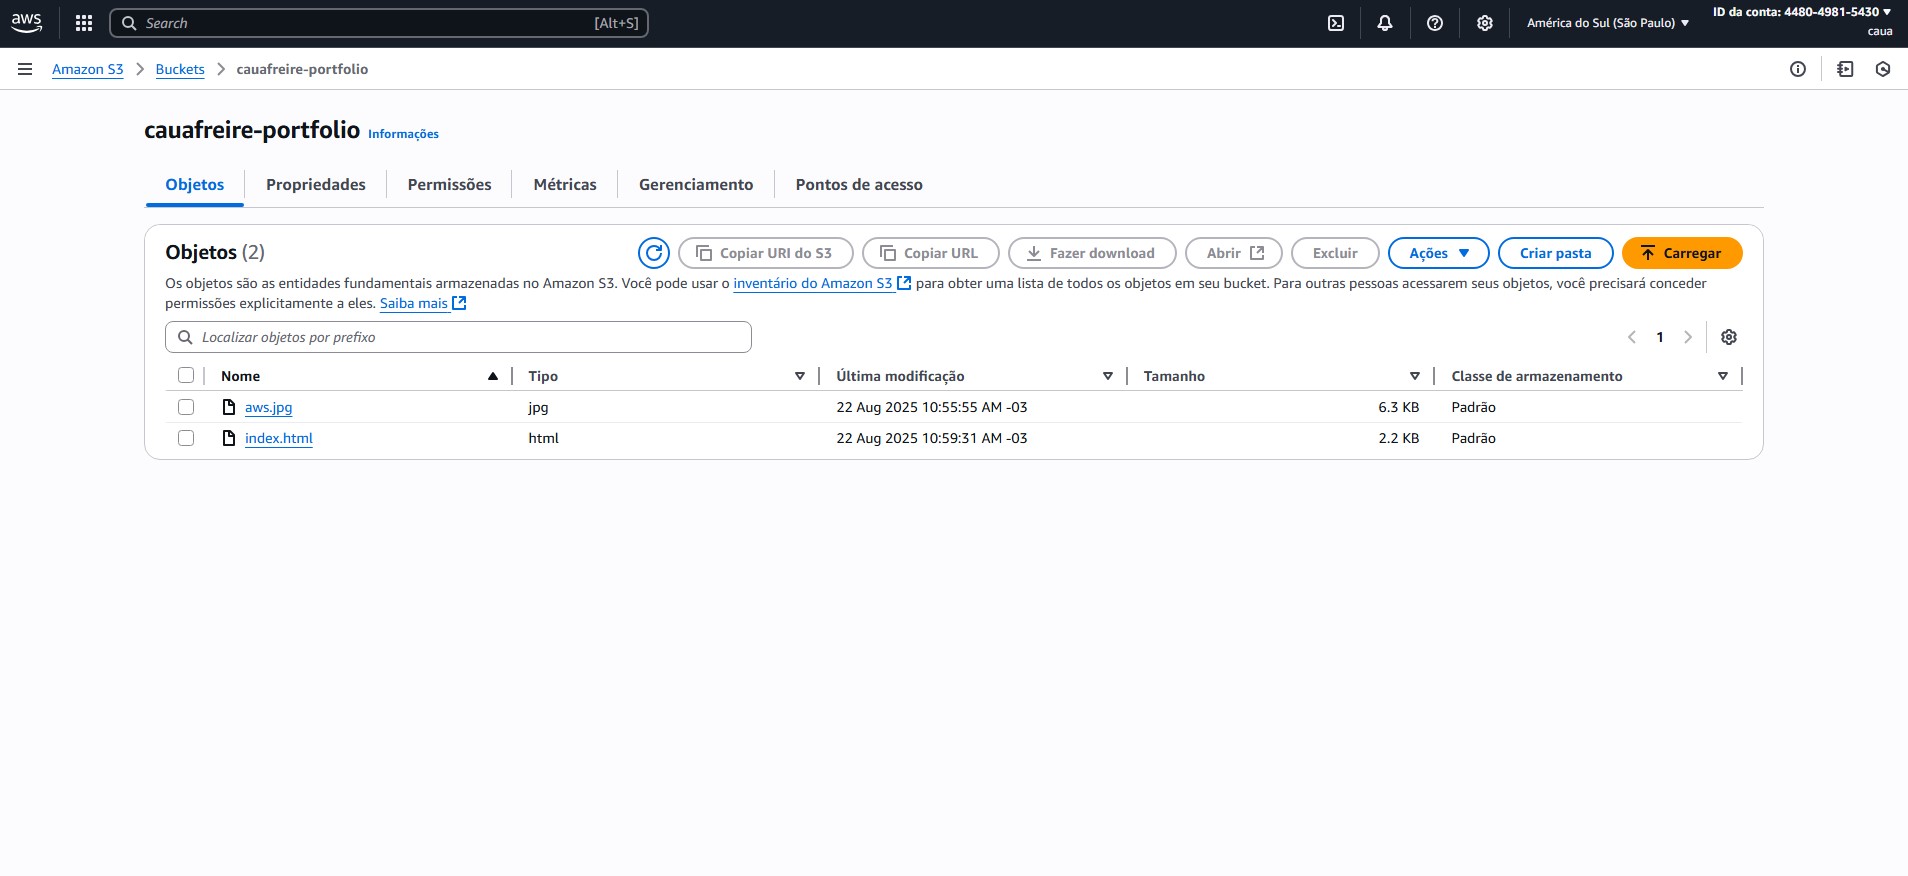 aws
Search [Alt+S]
América do Sul (São Paulo)
ID da conta: 4480-4981-5430
caua
Amazon S3 Buckets cauafreire-portfolio
cauafreire-portfolio Informações
Objetos Propriedades Permissões Métricas Gerenciamento Pontos de acesso
Objetos (2)
Copiar URI do S3 Copiar URL Fazer download Abrir Excluir Ações Criar pasta Carregar
Os objetos são as entidades fundamentais armazenadas no Amazon S3. Você pode usar o inventário do Amazon S3 para obter uma lista de todos os objetos em seu bucket. Para outras pessoas acessarem seus objetos, você precisará conceder
permissões explicitamente a eles. Saiba mais
Localizar objetos por prefixo
1
Nome Tipo Última modificação Tamanho Classe de armazenamento
aws.jpg jpg 22 Aug 2025 10:55:55 AM -03 6.3 KB Padrão
index.html html 22 Aug 2025 10:59:31 AM -03 2.2 KB Padrão